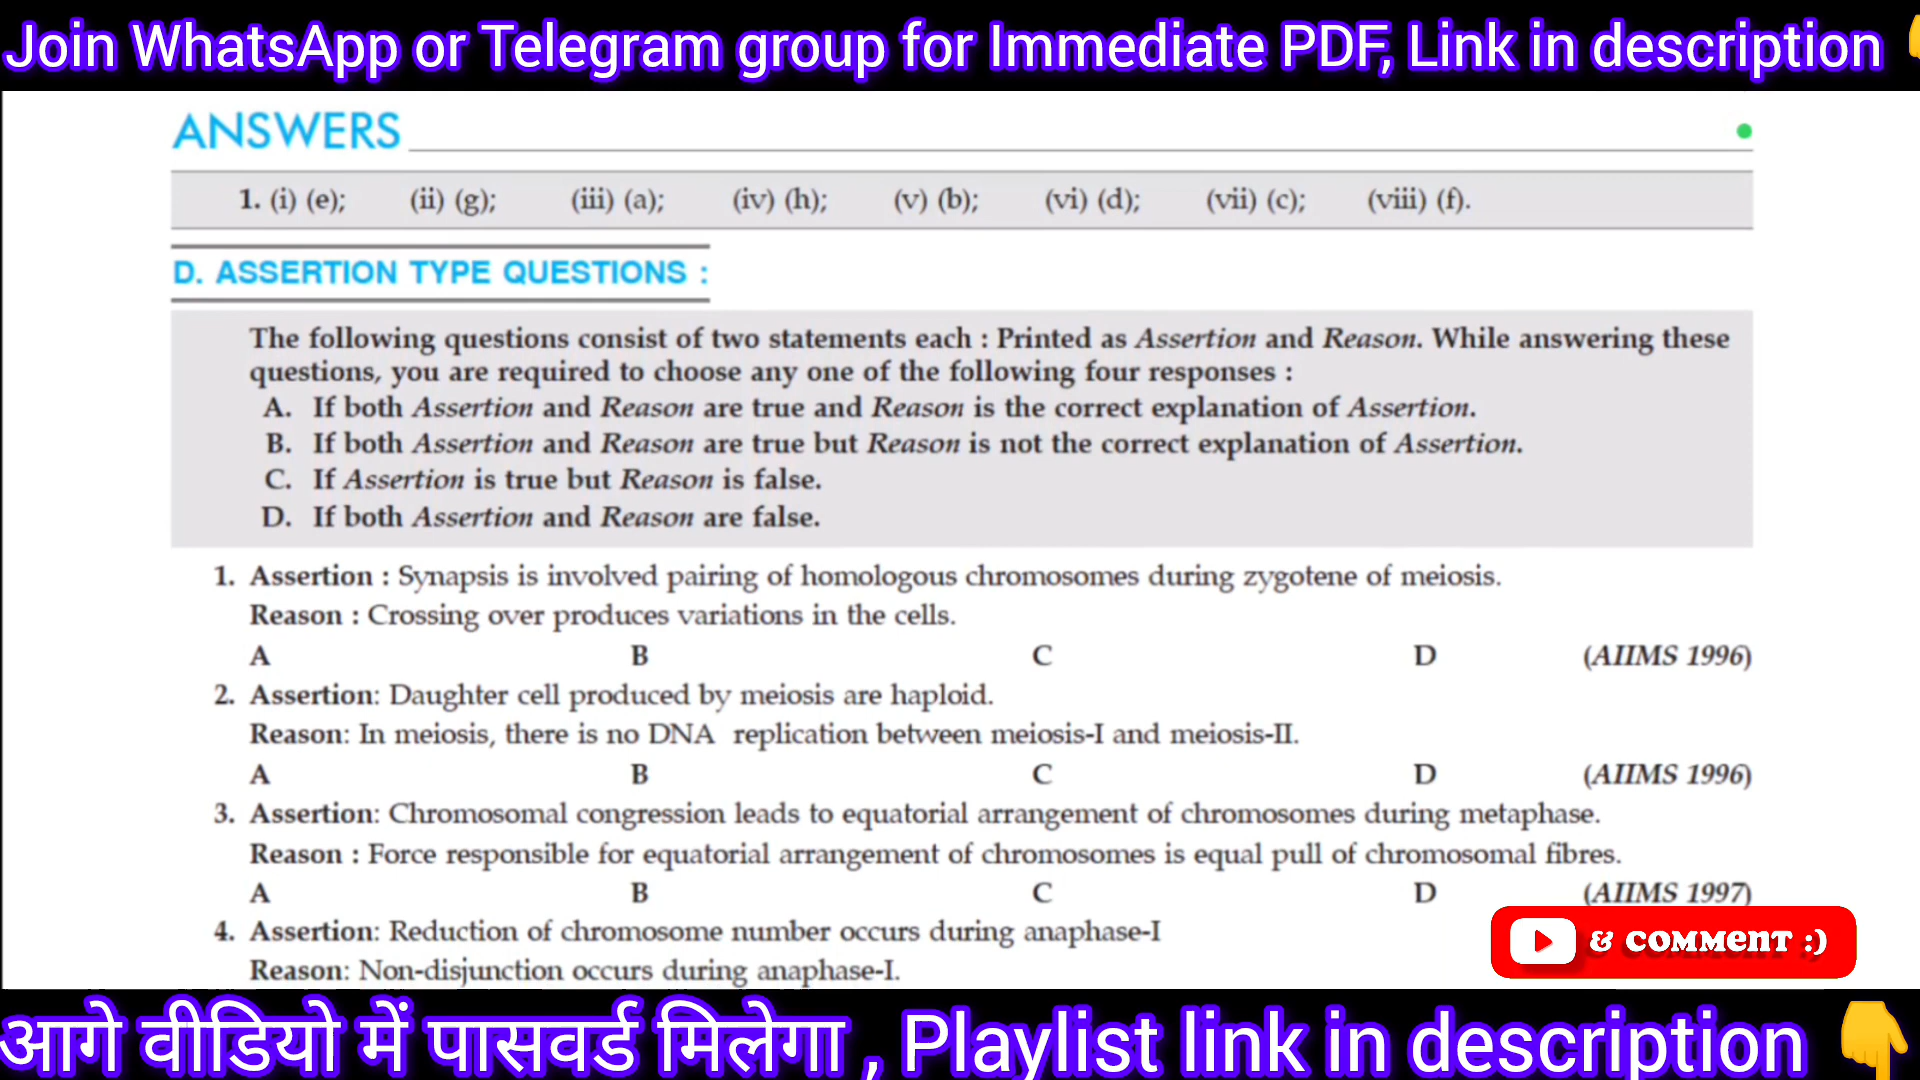 Join WhatsApp or Telegram group for Immediate PDF, Link in description
ANSWERS
1. (i) (e); (ii) (g); (iii) (a); (iv) (h); (v) (b); (vi) (d); (vii) (c); (viii) (f).
D. ASSERTION TYPE QUESTIONS :
The following questions consist of two statements each : Printed as Assertion and Reason. While answering these
questions, you are required to choose any one of the following four responses :
A. If both Assertion and Reason are true and Reason is the correct explanation of Assertion.
B. If both Assertion and Reason are true but Reason is not the correct explanation of Assertion.
C. If Assertion is true but Reason is false.
D. If both Assertion and Reason are false.
1. Assertion : Synapsis is involved pairing of homologous chromosomes during zygotene of meiosis.
Reason : Crossing over produces variations in the cells.
A B C D (AIIMS 1996)
2. Assertion: Daughter cell produced by meiosis are haploid.
Reason: In meiosis, there is no DNA replication between meiosis-I and meiosis-II.
A B C D (AIIMS 1996)
3. Assertion: Chromosomal congression leads to equatorial arrangement of chromosomes during metaphase.
Reason : Force responsible for equatorial arrangement of chromosomes is equal pull of chromosomal fibres.
A B C D (AIIMS 1997)
4. Assertion: Reduction of chromosome number occurs during anaphase-I
Reason: Non-disjunction occurs during anaphase-I.
& COMMENT :)
आगे वीडियो में पासवर्ड मिलेगा , Playlist link in description